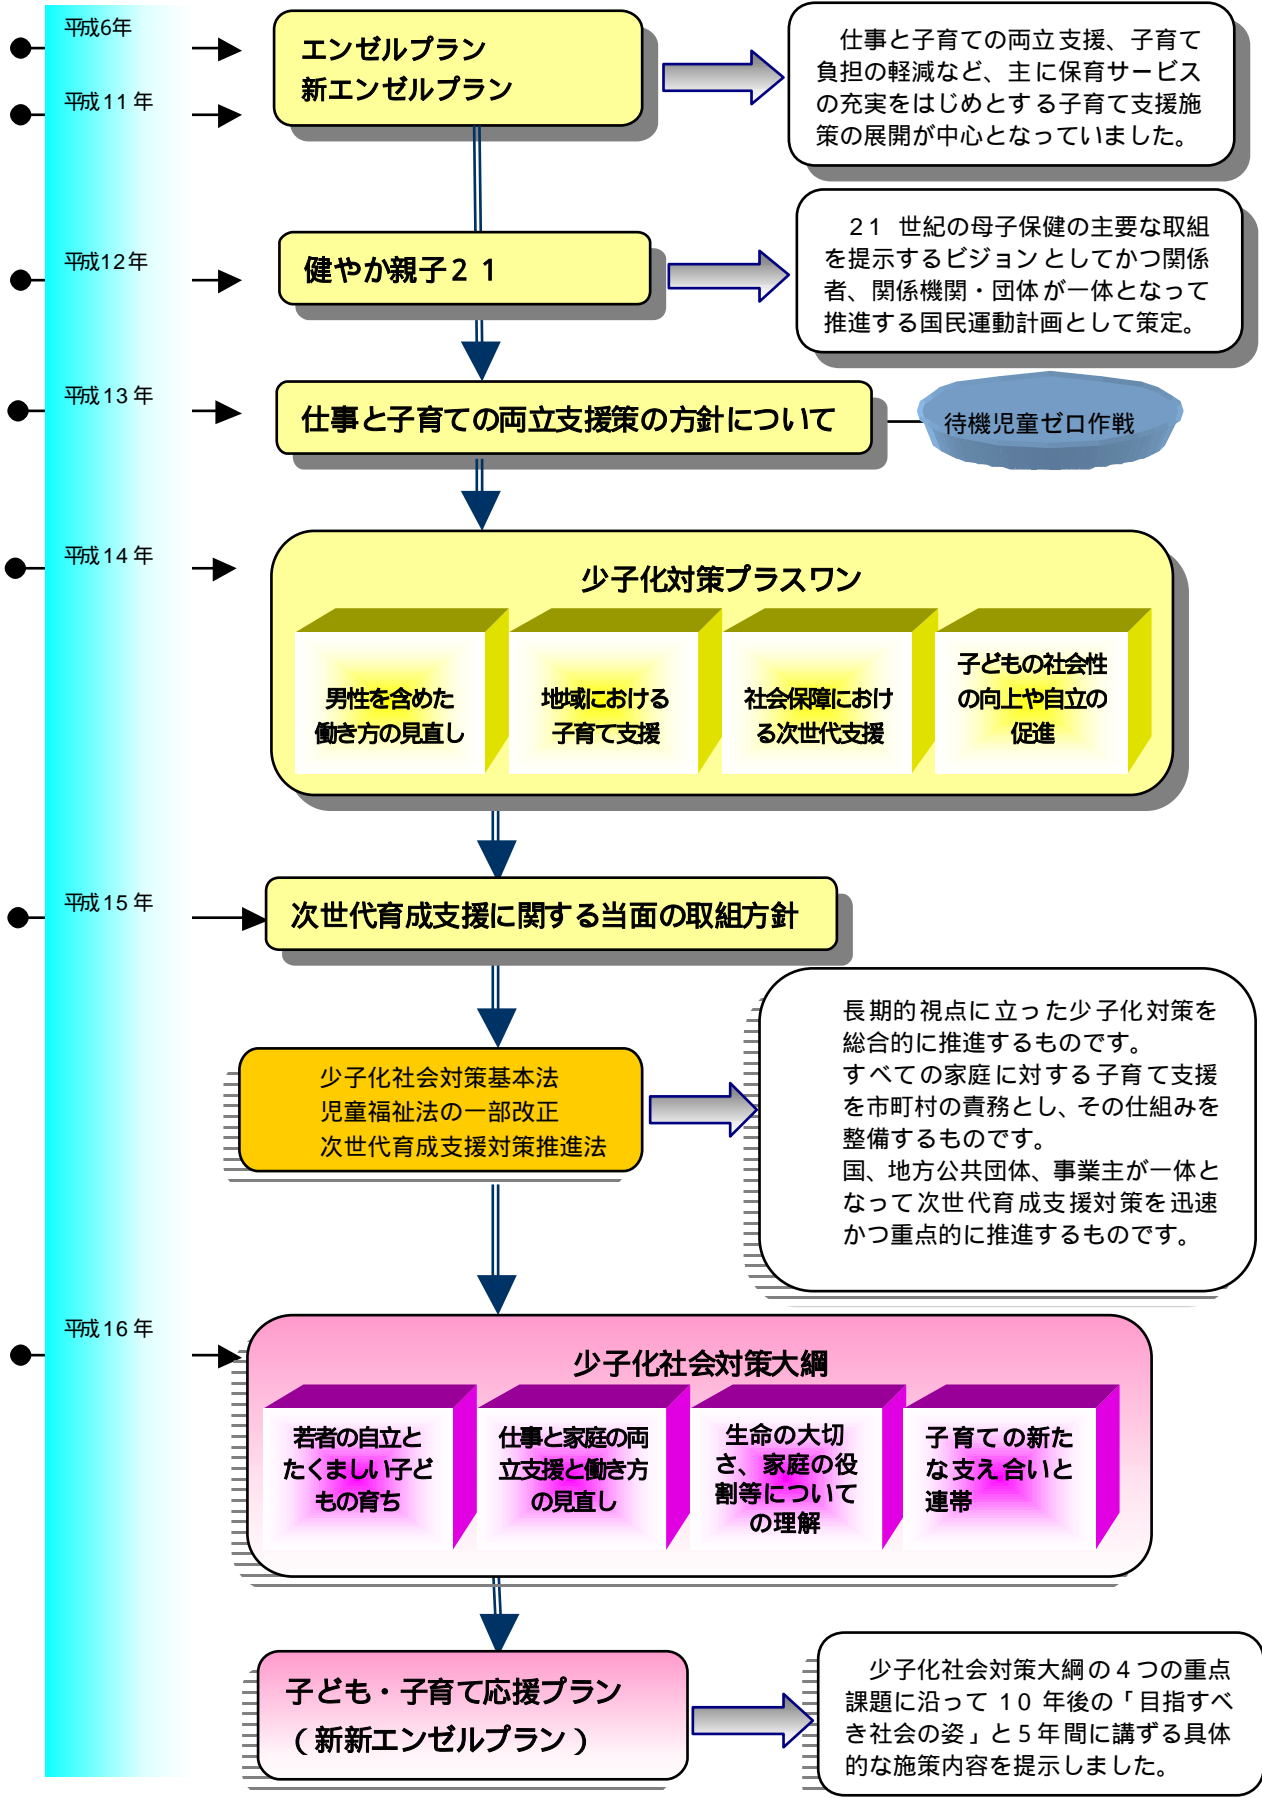 平成6年
エンゼルプラン
新エンゼルプラン
平成11年
仕事と子育ての両立支援、子育て
負担の軽減など、主に保育サービス
の充実をはじめとする子育て支援施
策の展開が中心となっていました。
平成12年
健やか親子21
21世紀の母子保健の主要な取組
を提示するビジョンとしてかつ関係
者、関係機関・団体が一体となって
推進する国民運動計画として策定。
平成13年
仕事と子育ての両立支援策の方針について
待機児童ゼロ作戦
平成14年
少子化対策プラスワン
男性を含めた
働き方の見直し
地域における
子育て支援
社会保障におけ
る次世代支援
子どもの社会性
の向上や自立の
促進
平成15年
次世代育成支援に関する当面の取組方針
少子化社会対策基本法
児童福祉法の一部改正
次世代育成支援対策推進法
長期的視点に立った少子化対策を
総合的に推進するものです。
すべての家庭に対する子育て支援
を市町村の責務とし、その仕組みを
整備するものです。
国、地方公共団体、事業主が一体と
なって次世代育成支援対策を迅速
かつ重点的に推進するものです。
平成16年
少子化社会対策大綱
若者の自立と
たくましい子ど
もの育ち
仕事と家庭の両
立支援と働き方
の見直し
生命の大切
さ、家庭の役
割等について
の理解
子育ての新た
な支え合いと
連帯
子ども・子育て応援プラン
(新新エンゼルプラン)
少子化社会対策大綱の4つの重点
課題に沿って10年後の「目指すべ
き社会の姿」と5年間に講ずる具体
的な施策内容を提示しました。